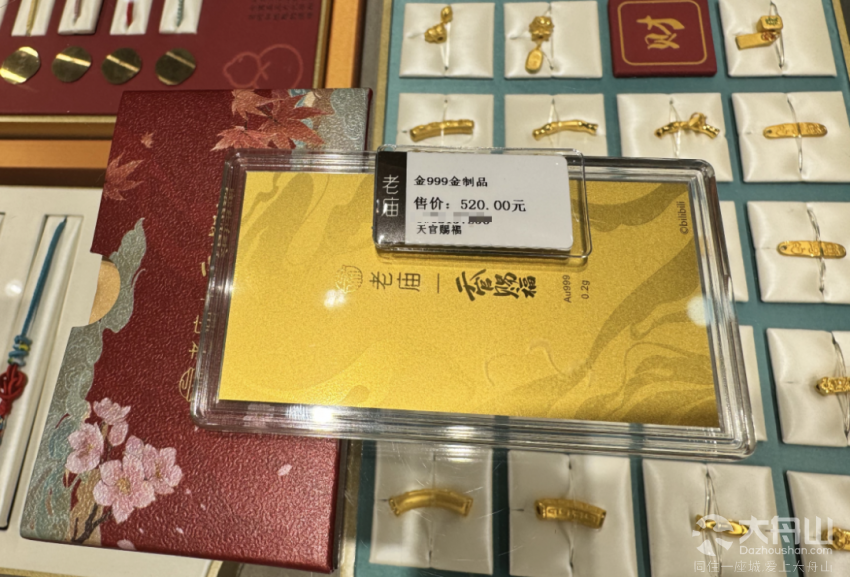 财
老庙
金999金制品
售价：520.00元
天官赐福
©bilibili
老庙 — 天官赐福
Au999
0.2g
大舟山
Dazhoushan.com
同住一座城 爱上大舟山